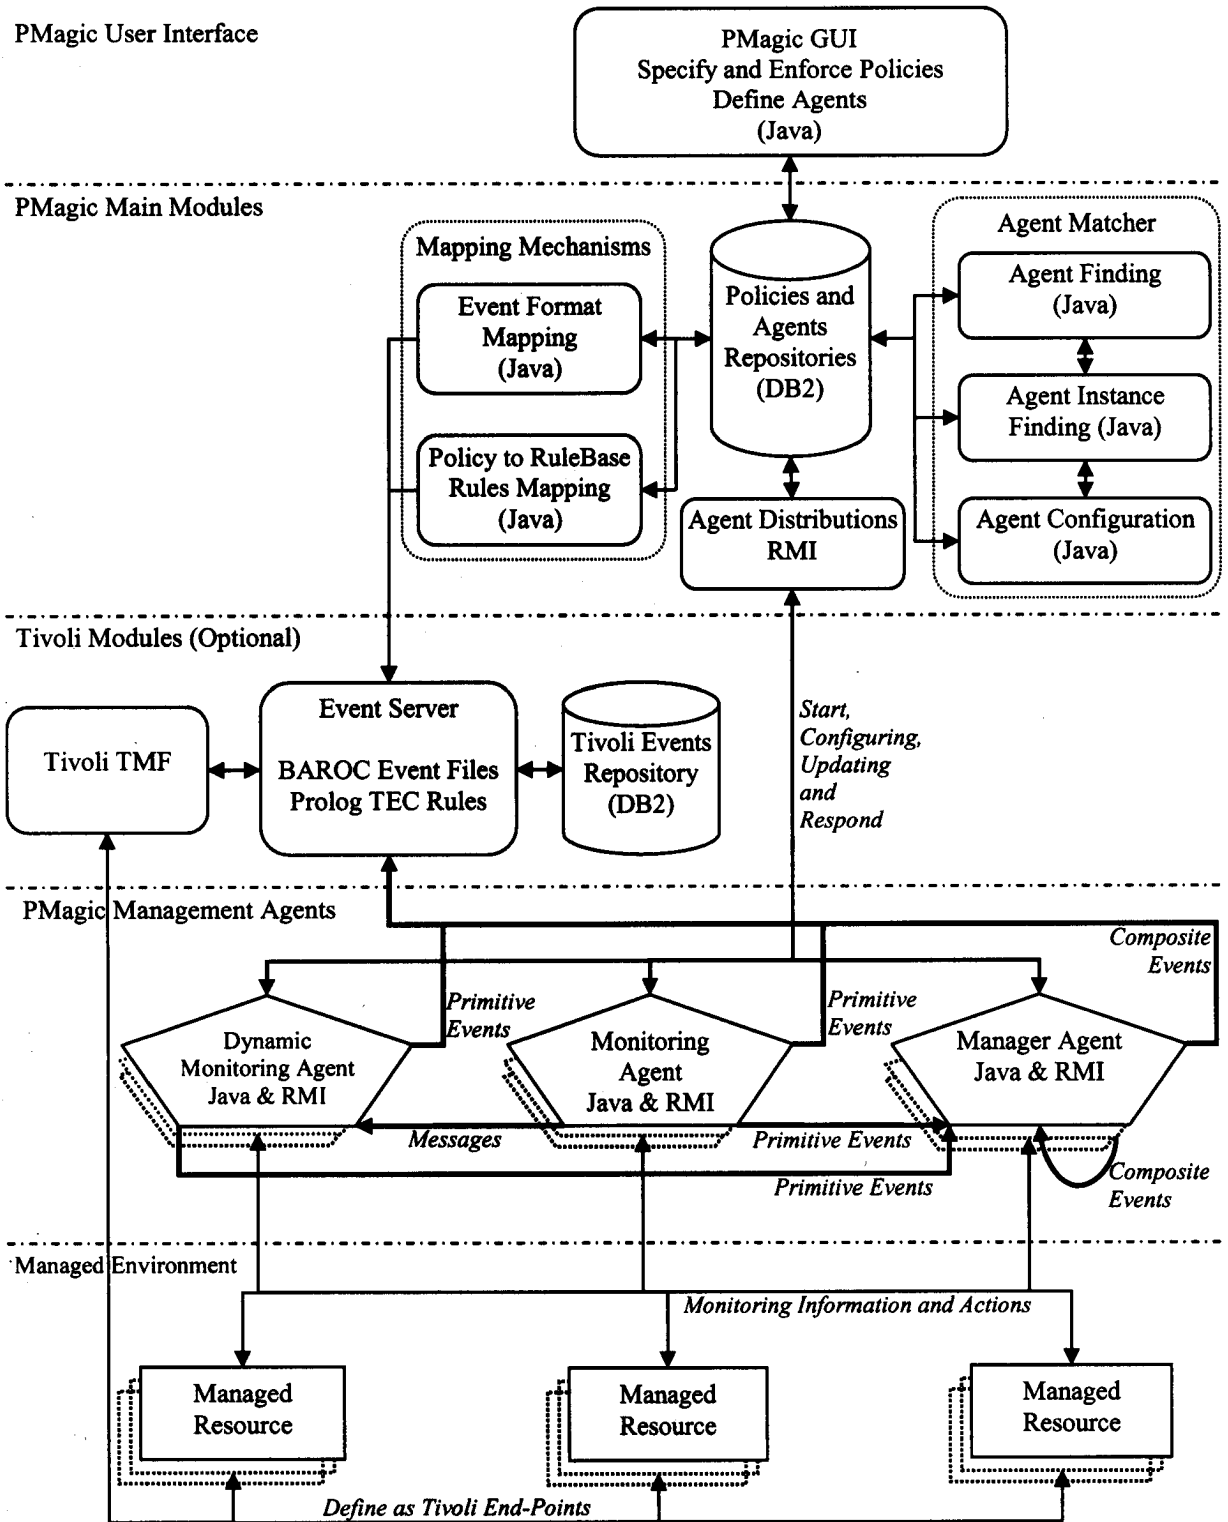 PMagic User Interface
PMagic GUI
Specify and Enforce Policies
Define Agents
(Java)
PMagic Main Modules
Mapping Mechanisms
Event Format
Mapping
(Java)
Policy to RuleBase
Rules Mapping
(Java)
Policies and
Agents
Repositories
(DB2)
Agent Distributions
RMI
Agent Matcher
Agent Finding
(Java)
Agent Instance
Finding (Java)
Agent Configuration
(Java)
Tivoli Modules (Optional)
Tivoli TMF
Event Server
BAROC Event Files
Prolog TEC Rules
Tivoli Events
Repository
(DB2)
Start,
Configuring,
Updating
and
Respond
PMagic Management Agents
Composite
Events
Primitive
Events
Primitive
Events
Dynamic
Monitoring Agent
Java & RMI
Monitoring
Agent
Java & RMI
Manager Agent
Java & RMI
Messages
Primitive Events
Primitive Events
Composite
Events
Managed Environment
Monitoring Information and Actions
Managed
Resource
Managed
Resource
Managed
Resource
Define as Tivoli End-Points